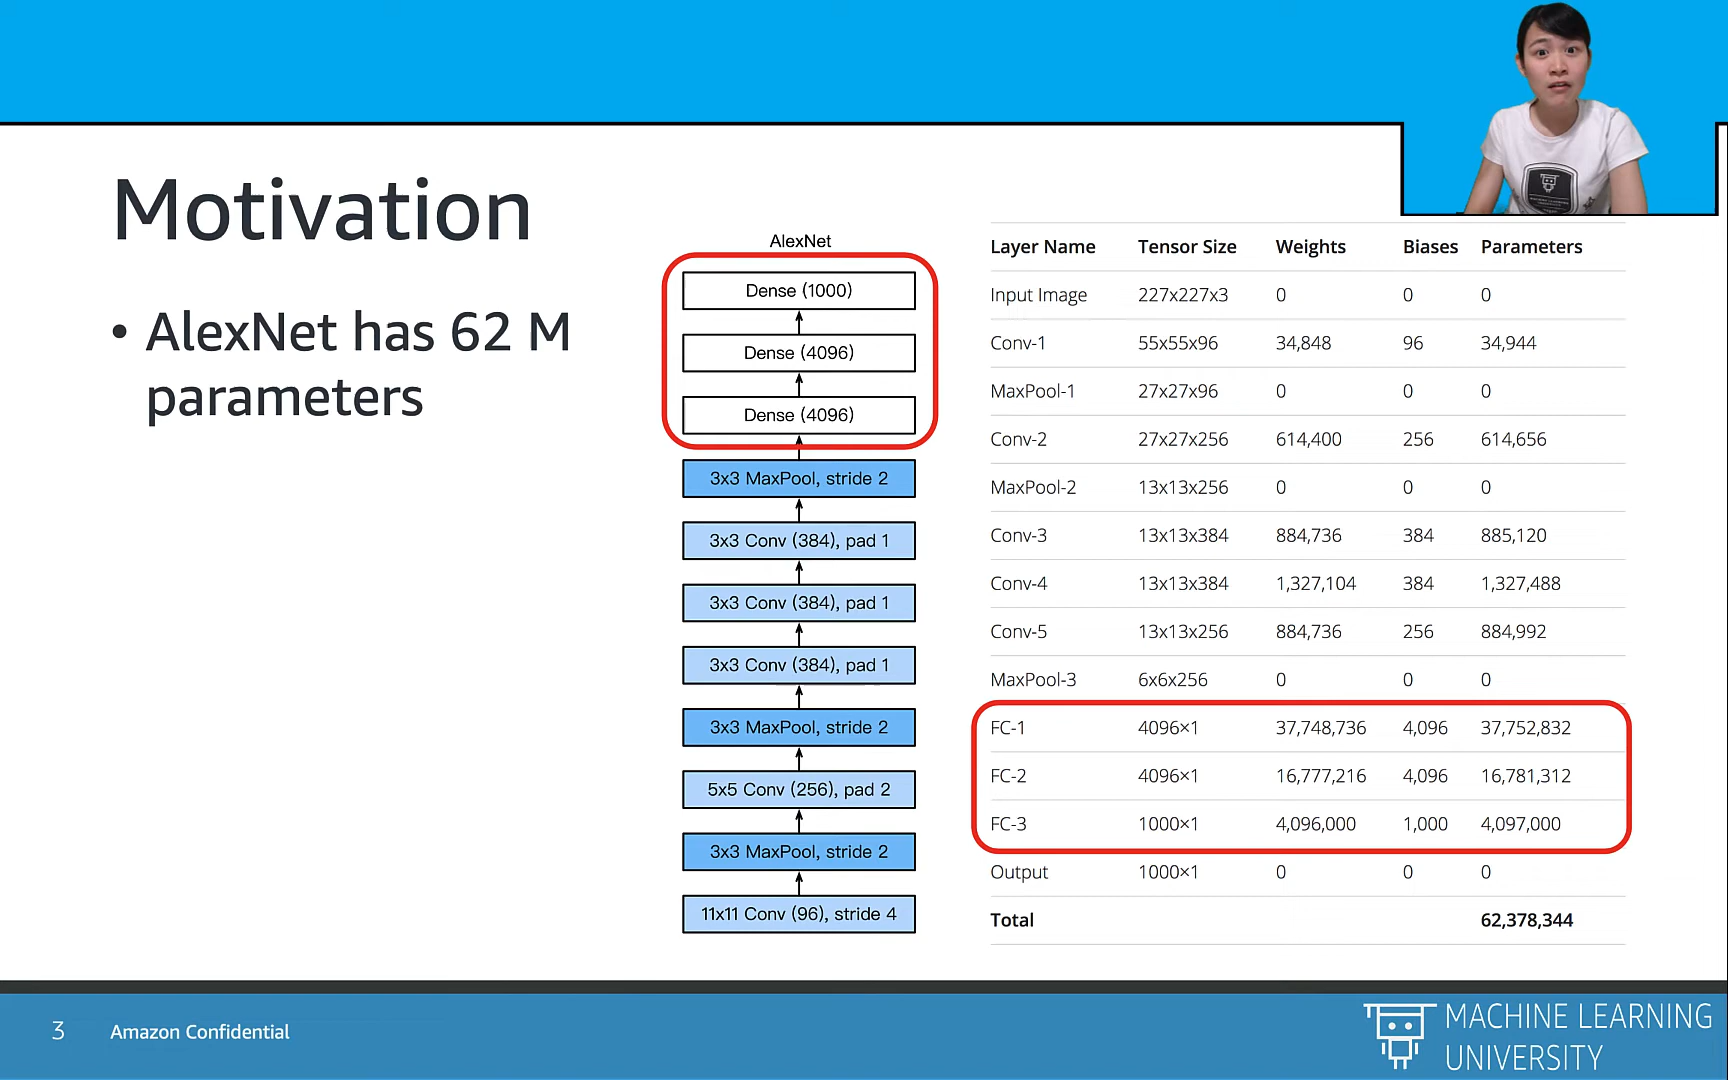 Motivation
• AlexNet has 62 M
parameters
AlexNet
Dense (1000)
Dense (4096)
Dense (4096)
3x3 MaxPool, stride 2
3x3 Conv (384), pad 1
3x3 Conv (384), pad 1
3x3 Conv (384), pad 1
3x3 MaxPool, stride 2
5x5 Conv (256), pad 2
3x3 MaxPool, stride 2
11x11 Conv (96), stride 4
Layer Name Tensor Size Weights Biases Parameters
Input Image 227x227x3 0 0 0
Conv-1 55x55x96 34,848 96 34,944
MaxPool-1 27x27x96 0 0 0
Conv-2 27x27x256 614,400 256 614,656
MaxPool-2 13x13x256 0 0 0
Conv-3 13x13x384 884,736 384 885,120
Conv-4 13x13x384 1,327,104 384 1,327,488
Conv-5 13x13x256 884,736 256 884,992
MaxPool-3 6x6x256 0 0 0
FC-1 4096×1 37,748,736 4,096 37,752,832
FC-2 4096×1 16,777,216 4,096 16,781,312
FC-3 1000×1 4,096,000 1,000 4,097,000
Output 1000×1 0 0 0
Total 62,378,344
3 Amazon Confidential
MACHINE LEARNING
UNIVERSITY